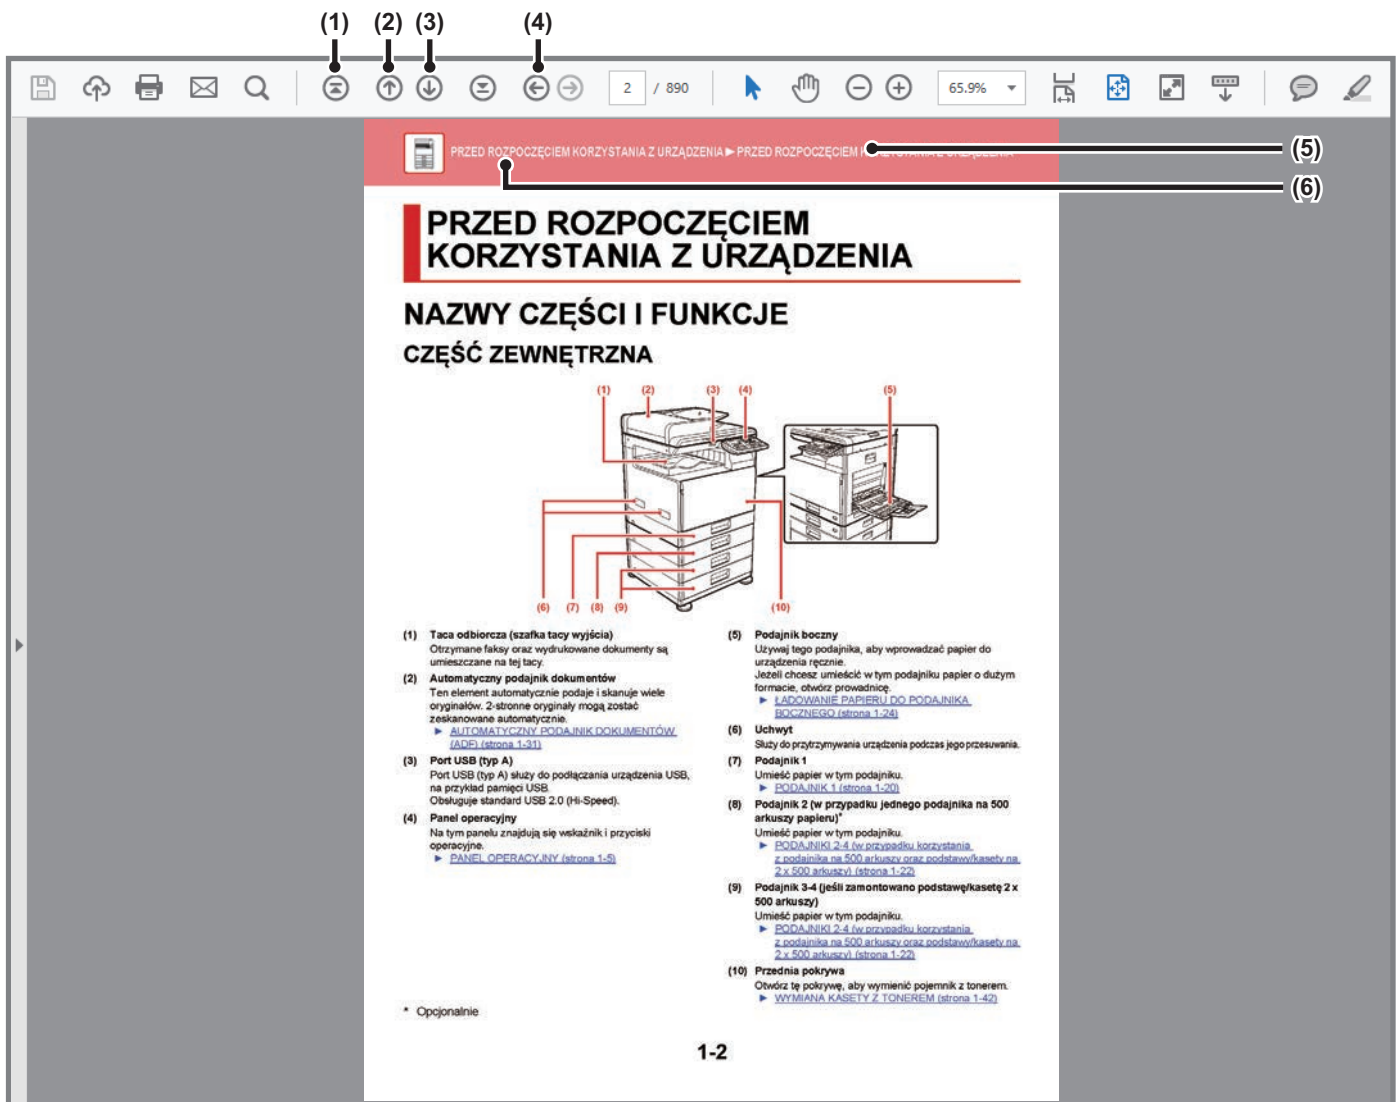 (1) (2) (3) (4)
2 / 890 65.9%
PRZED ROZPOCZĘCIEM KORZYSTANIA Z URZĄDZENIA►PRZED ROZPOCZĘCIEM KORZYSTANIA Z URZĄDZENIA
(5)
(6)
PRZED ROZPOCZĘCIEM
KORZYSTANIA Z URZĄDZENIA
NAZWY CZĘŚCI I FUNKCJE
CZĘŚĆ ZEWNĘTRZNA
(1) (2) (3) (4) (5)
(6) (7) (8) (9) (10)
(1) Taca odbiorcza (szafka tacy wyjścia)
Otrzymane faksy oraz wydrukowane dokumenty są
umieszczane na tej tacy.
(2) Automatyczny podajnik dokumentów
Ten element automatycznie podaje i skanuje wiele
oryginałów. 2-stronne oryginały mogą zostać
zeskanowane automatycznie.
► AUTOMATYCZNY PODAJNIK DOKUMENTÓW
(ADF) (strona 1-31)
(3) Port USB (typ A)
Port USB (typ A) służy do podłączania urządzenia USB,
na przykład pamięci USB.
Obsługuje standard USB 2.0 (Hi-Speed).
(4) Panel operacyjny
Na tym panelu znajdują się wskaźnik i przyciski
operacyjne.
► PANEL OPERACYJNY (strona 1-5)
(5) Podajnik boczny
Używaj tego podajnika, aby wprowadzać papier do
urządzenia ręcznie.
Jeżeli chcesz umieścić w tym podajniku papier o dużym
formacie, otwórz prowadnicę.
► ŁADOWANIE PAPIERU DO PODAJNIKA
BOCZNEGO (strona 1-24)
(6) Uchwyt
Służy do przytrzymywania urządzenia podczas jego przesuwania.
(7) Podajnik 1
Umieść papier w tym podajniku.
► PODAJNIK 1 (strona 1-20)
(8) Podajnik 2 (w przypadku jednego podajnika na 500
arkuszy papieru)*
Umieść papier w tym podajniku.
► PODAJNIKI 2-4 (w przypadku korzystania
z podajnika na 500 arkuszy oraz podstawy/kasety na
2 x 500 arkuszy) (strona 1-22)
(9) Podajnik 3-4 (jeśli zamontowano podstawę/kasetę 2 x
500 arkuszy)
Umieść papier w tym podajniku.
► PODAJNIKI 2-4 (w przypadku korzystania
z podajnika na 500 arkuszy oraz podstawy/kasety na
2 x 500 arkuszy) (strona 1-22)
(10) Przednia pokrywa
Otwórz tę pokrywę, aby wymienić pojemnik z tonerem.
► WYMIANA KASETY Z TONEREM (strona 1-42)
* Opcjonalnie
1-2